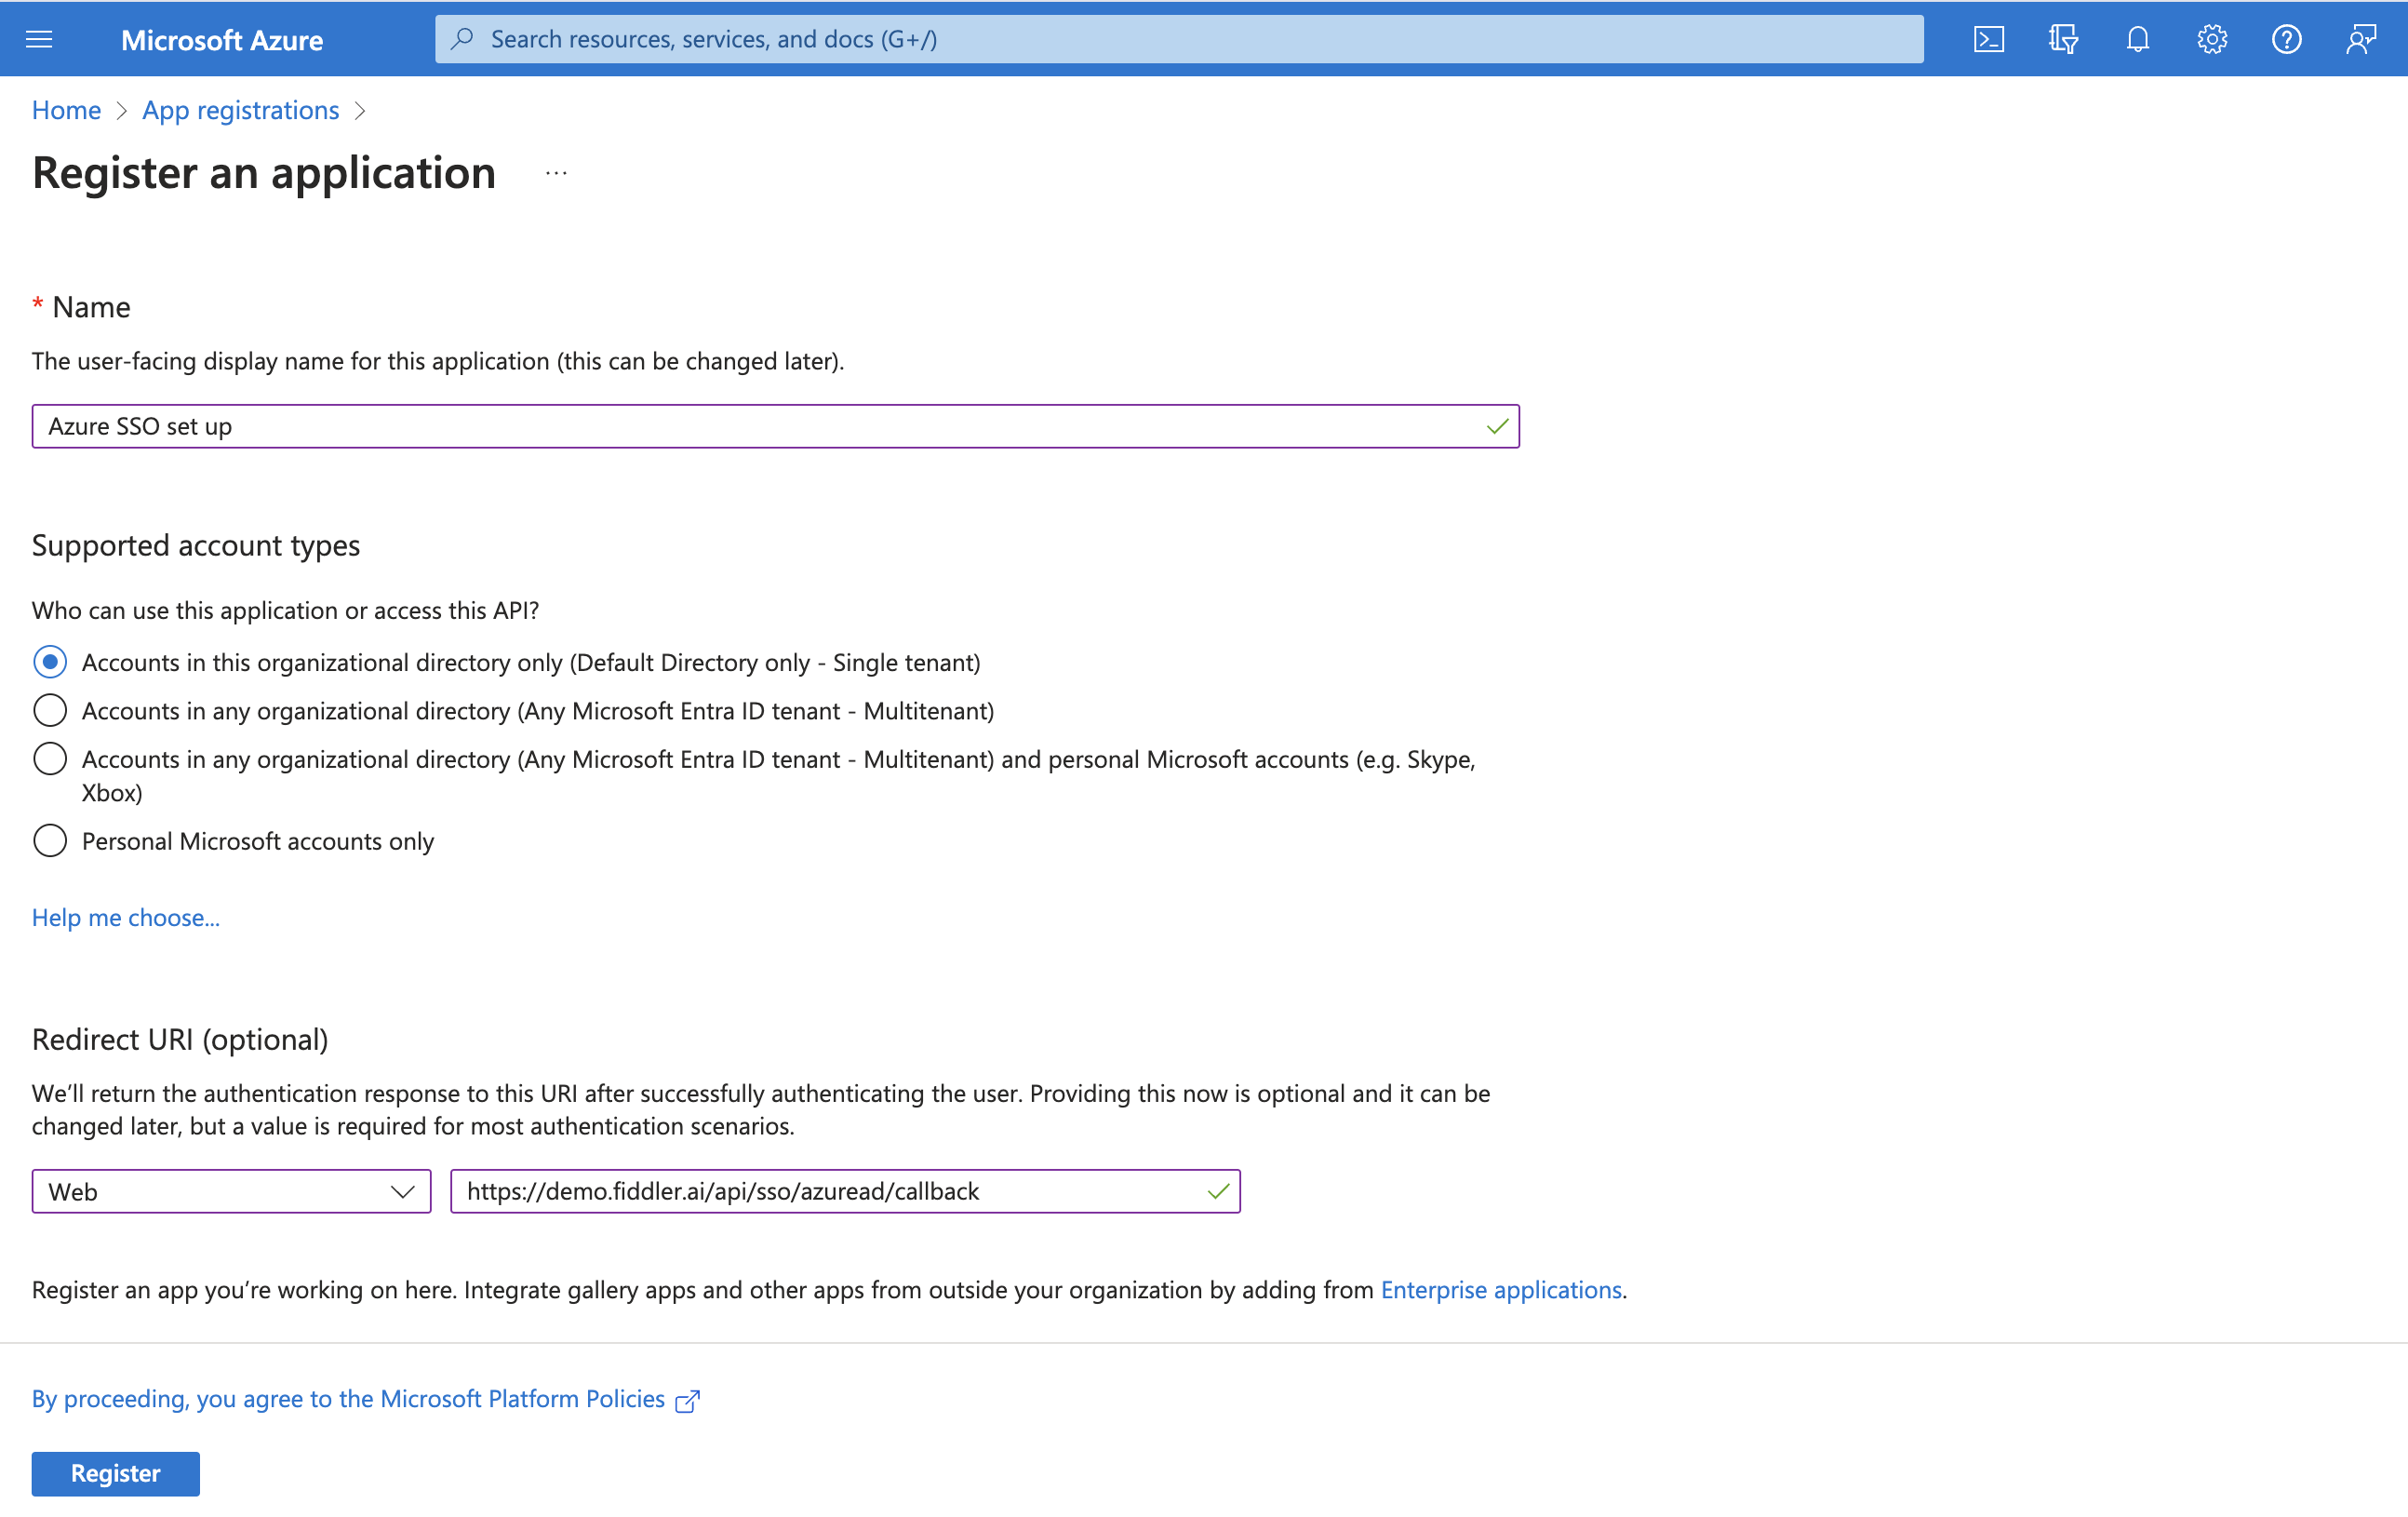 Microsoft Azure
Search resources, services, and docs (G+/)
Home > App registrations >
Register an application ...
* Name
The user-facing display name for this application (this can be changed later).
Azure SSO set up
Supported account types
Who can use this application or access this API?
Accounts in this organizational directory only (Default Directory only - Single tenant)
Accounts in any organizational directory (Any Microsoft Entra ID tenant - Multitenant)
Accounts in any organizational directory (Any Microsoft Entra ID tenant - Multitenant) and personal Microsoft accounts (e.g. Skype,
Xbox)
Personal Microsoft accounts only
Help me choose...
Redirect URI (optional)
We’ll return the authentication response to this URI after successfully authenticating the user. Providing this now is optional and it can be
changed later, but a value is required for most authentication scenarios.
Web
https://demo.fiddler.ai/api/sso/azuread/callback
Register an app you’re working on here. Integrate gallery apps and other apps from outside your organization by adding from Enterprise applications.
By proceeding, you agree to the Microsoft Platform Policies
Register